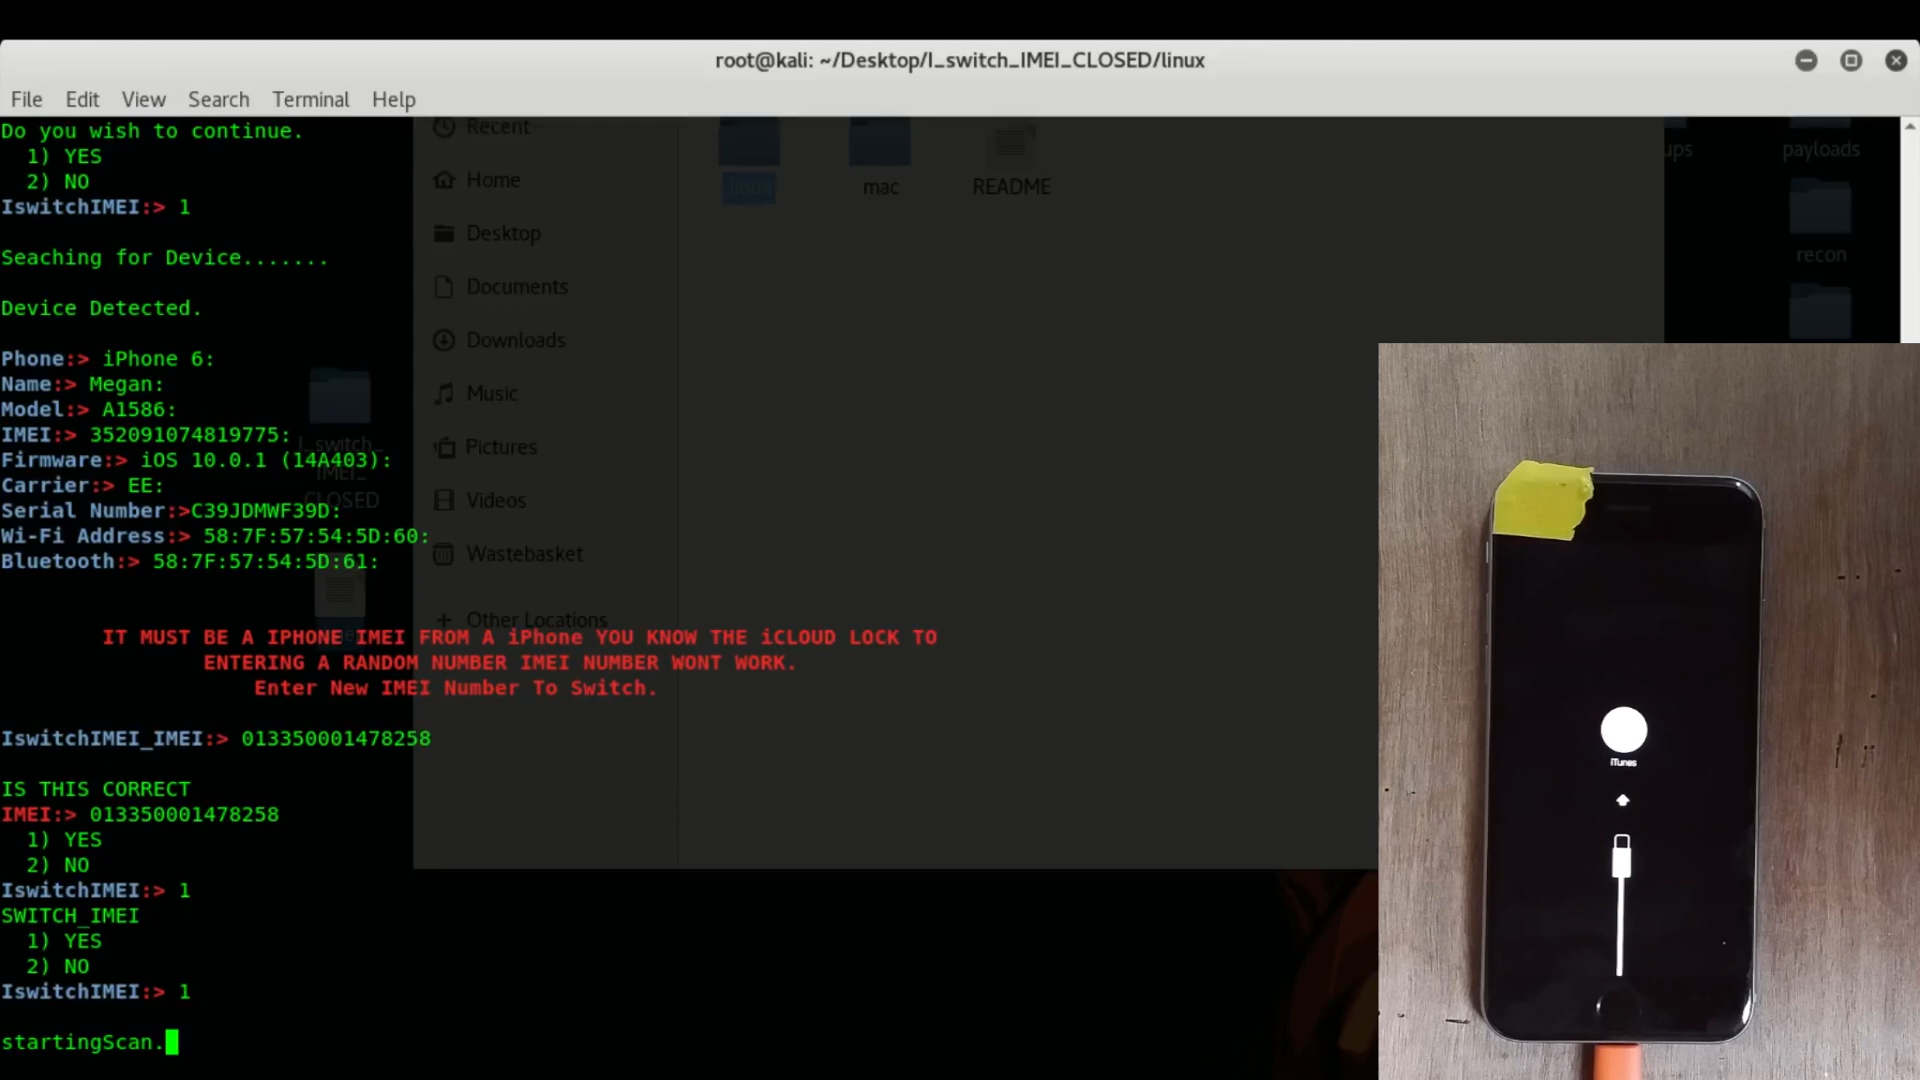 root@kali: ~/Desktop/I_switch_IMEI_CLOSED/linux
File Edit View Search Terminal Help
Do you wish to continue.
1) YES
2) NO
IswitchIMEI:> 1
Seaching for Device.......
Device Detected.
Phone:> iPhone 6:
Name:> Megan:
Model:> A1586:
IMEI:> 352091074819775:
Firmware:> iOS 10.0.1 (14A403):
Carrier:> EE:
Serial Number:>C39JDMWF39D:
Wi-Fi Address:> 58:7F:57:54:5D:60:
Bluetooth:> 58:7F:57:54:5D:61:
IT MUST BE A IPHONE IMEI FROM A iPhone YOU KNOW THE iCLOUD LOCK TO
ENTERING A RANDOM NUMBER IMEI NUMBER WONT WORK.
Enter New IMEI Number To Switch.
IswitchIMEI_IMEI:> 013350001478258
IS THIS CORRECT
IMEI:> 013350001478258
1) YES
2) NO
IswitchIMEI:> 1
SWITCH_IMEI
1) YES
2) NO
IswitchIMEI:> 1
startingScan.
I_switch_
IMEI_
CLOSED
Recent
Home
Desktop
Documents
Downloads
Music
Pictures
Videos
Wastebasket
+ Other Locations
linux
mac
README
ups
payloads
recon
iTunes